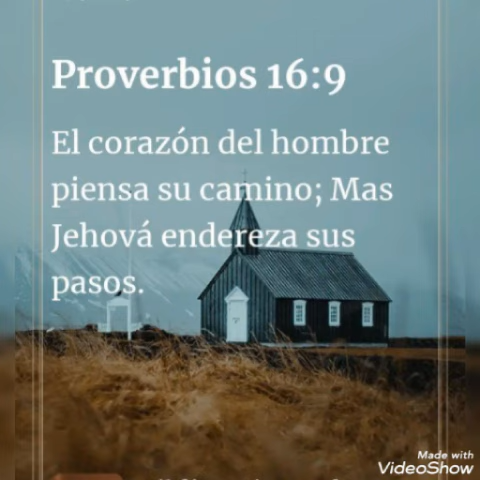 Proverbios 16:9
El corazón del hombre
piensa su camino; Mas
Jehová endereza sus
pasos.
Made with
VideoShow